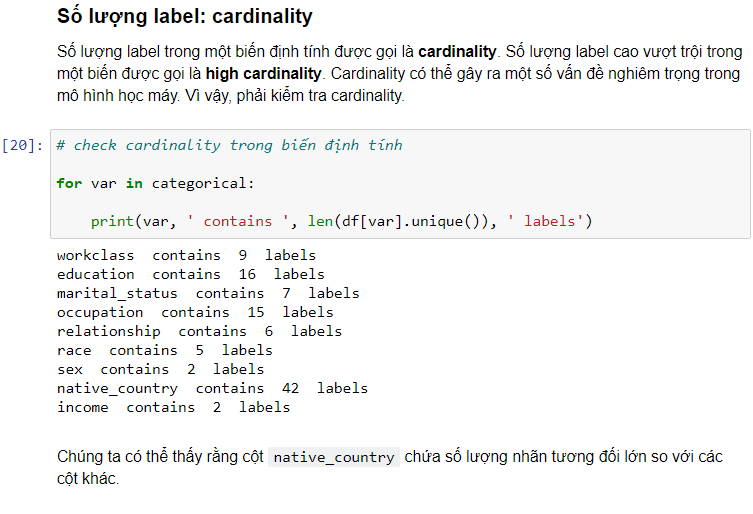 Số lượng label: cardinality
Số lượng label trong một biến định tính được gọi là cardinality. Số lượng label cao vượt trội trong
một biến được gọi là high cardinality. Cardinality có thể gây ra một số vấn đề nghiêm trọng trong
mô hình học máy. Vì vậy, phải kiểm tra cardinality.
[20]: # check cardinality trong biến định tính
for var in categorical:
    print(var, ' contains ', len(df[var].unique()), ' labels')
workclass  contains  9  labels
education  contains  16  labels
marital_status  contains  7  labels
occupation  contains  15  labels
relationship  contains  6  labels
race  contains  5  labels
sex  contains  2  labels
native_country  contains  42  labels
income  contains  2  labels
Chúng ta có thể thấy rằng cột native_country chứa số lượng nhãn tương đối lớn so với các
cột khác.